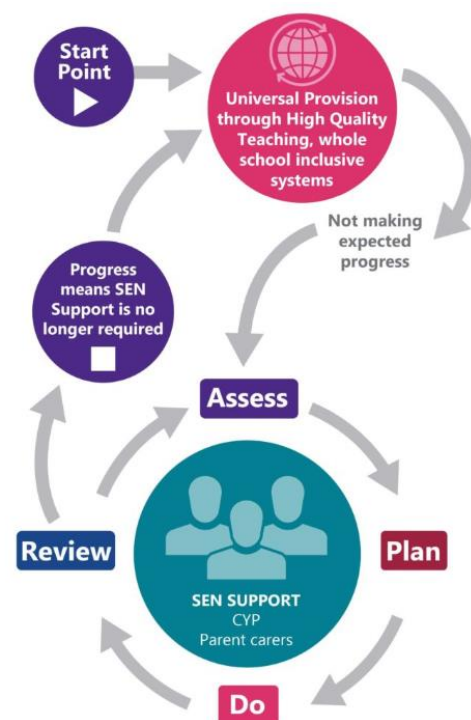 Start
Point
Universal Provision
through High Quality
Teaching, whole
school inclusive
systems
Not making
expected
progress
Progress
means SEN
Support is no
longer required
Assess
Review
Plan
SEN SUPPORT
CYP
Parent carers
Do